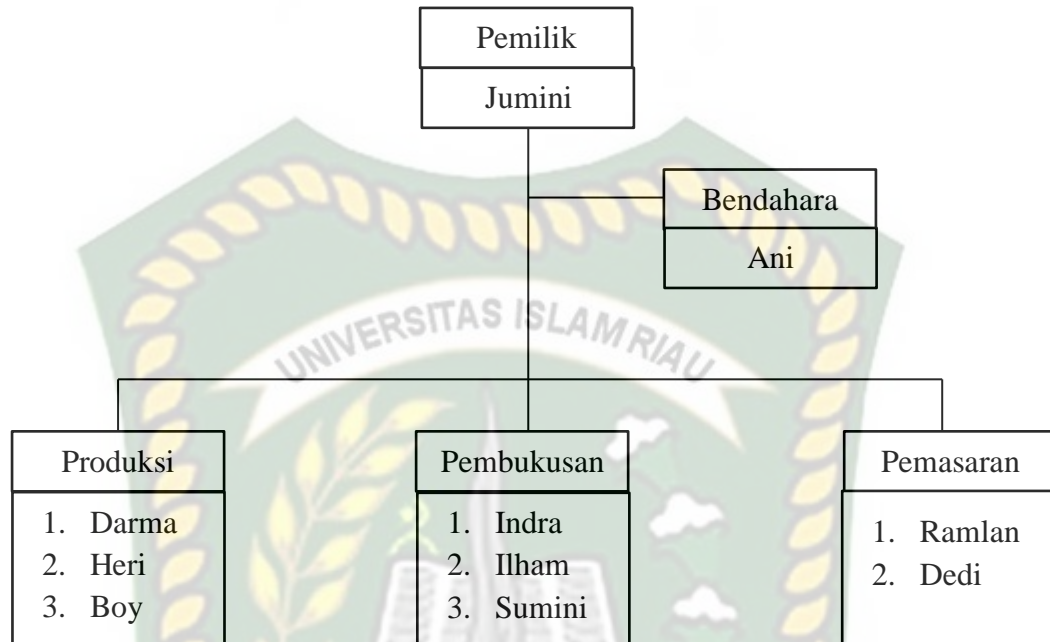 Pemilik
Jumini
Bendahara
Ani
UNIVERSITAS ISLAM RIAU
Produksi
1. Darma
2. Heri
3. Boy
Pembukusan
1. Indra
2. Ilham
3. Sumini
Pemasaran
1. Ramlan
2. Dedi